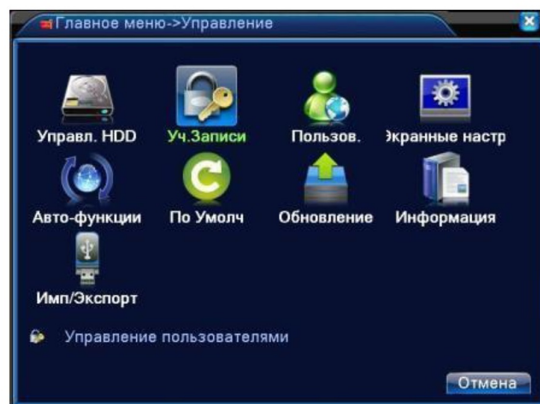 Главное меню->Управление
Управл. HDD Уч.Записи Пользов. Экранные настр
Авто-функции По Умолч Обновление Информация
Имп/Экспорт
Управление пользователями
Отмена